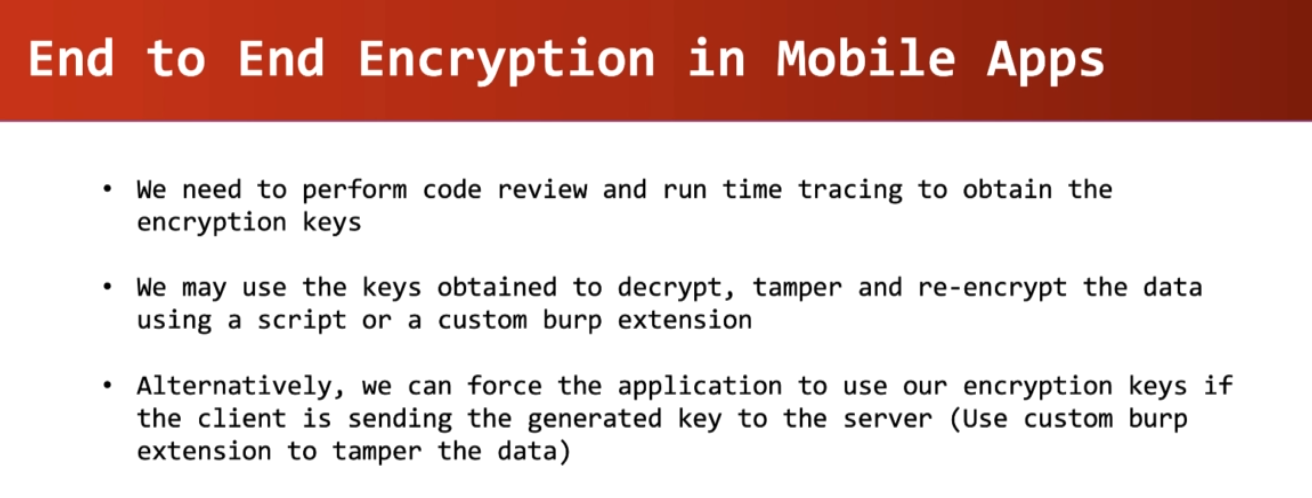 End to End Encryption in Mobile Apps
• We need to perform code review and run time tracing to obtain the
encryption keys
• We may use the keys obtained to decrypt, tamper and re-encrypt the data
using a script or a custom burp extension
• Alternatively, we can force the application to use our encryption keys if
the client is sending the generated key to the server (Use custom burp
extension to tamper the data)